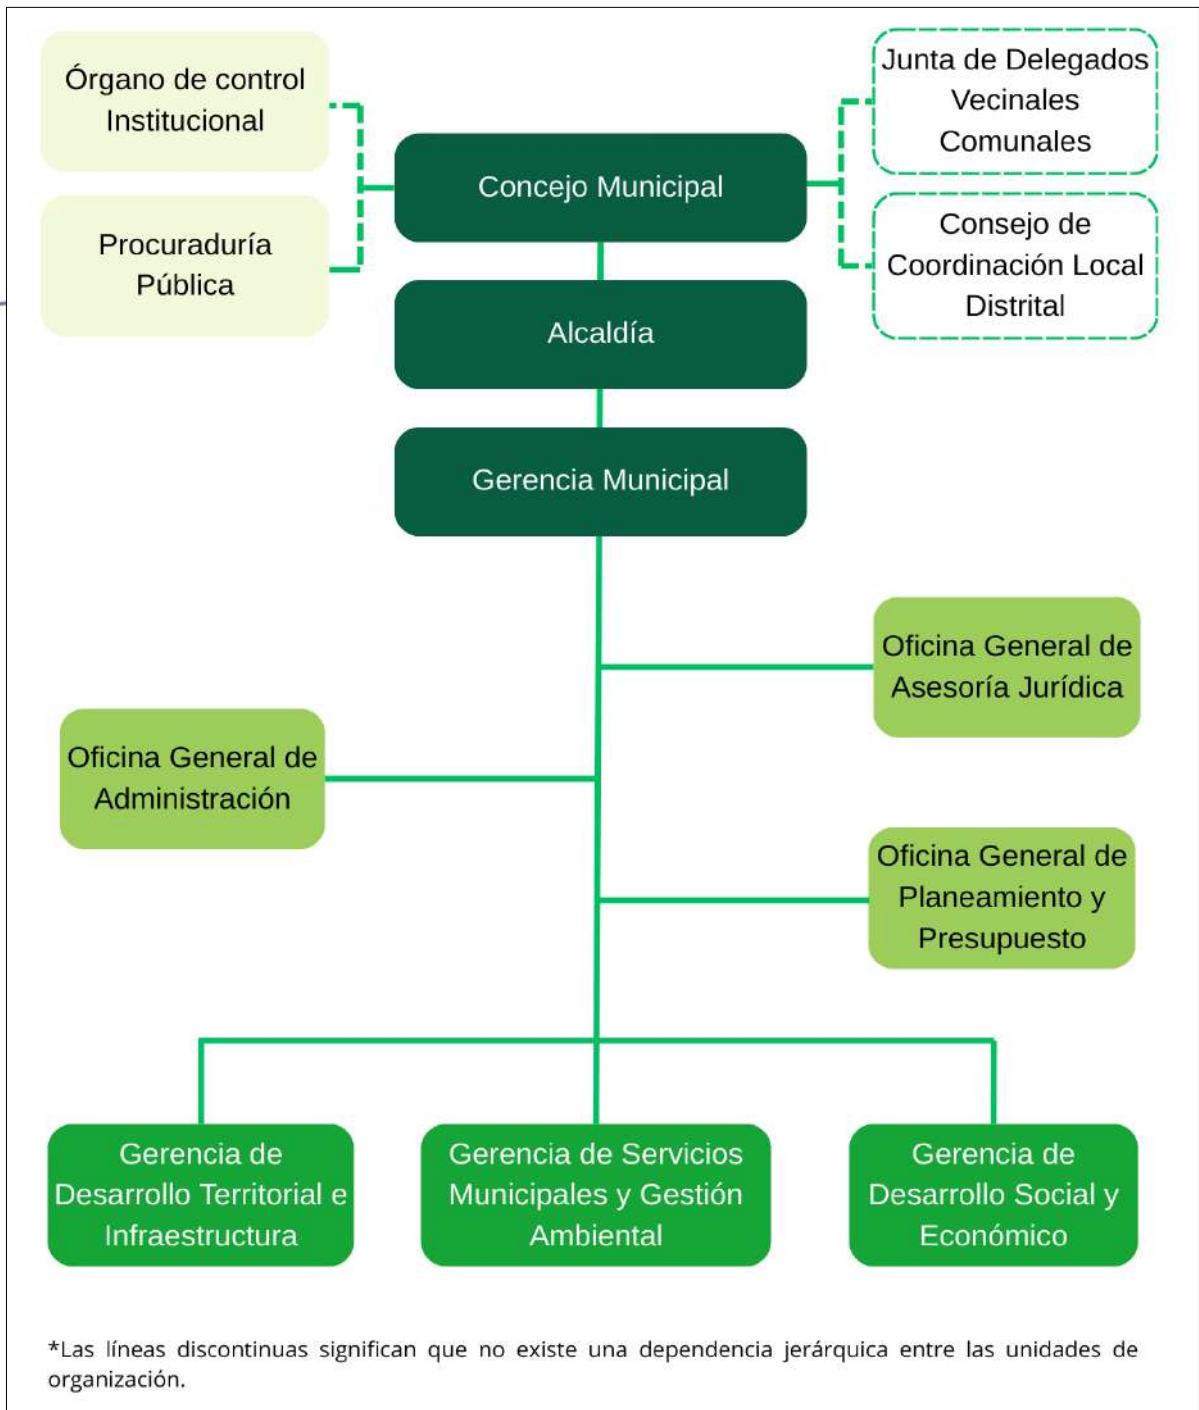 Órgano de control
Institucional
Junta de Delegados
Vecinales
Comunales
Concejo Municipal
Procuraduría
Pública
Consejo de
Coordinación Local
Distrital
Alcaldía
Gerencia Municipal
Oficina General de
Asesoría Jurídica
Oficina General de
Administración
Oficina General de
Planeamiento y
Presupuesto
Gerencia de
Desarrollo Territorial e
Infraestructura
Gerencia de Servicios
Municipales y Gestión
Ambiental
Gerencia de
Desarrollo Social y
Económico
*Las líneas discontinuas significan que no existe una dependencia jerárquica entre las unidades de
organización.